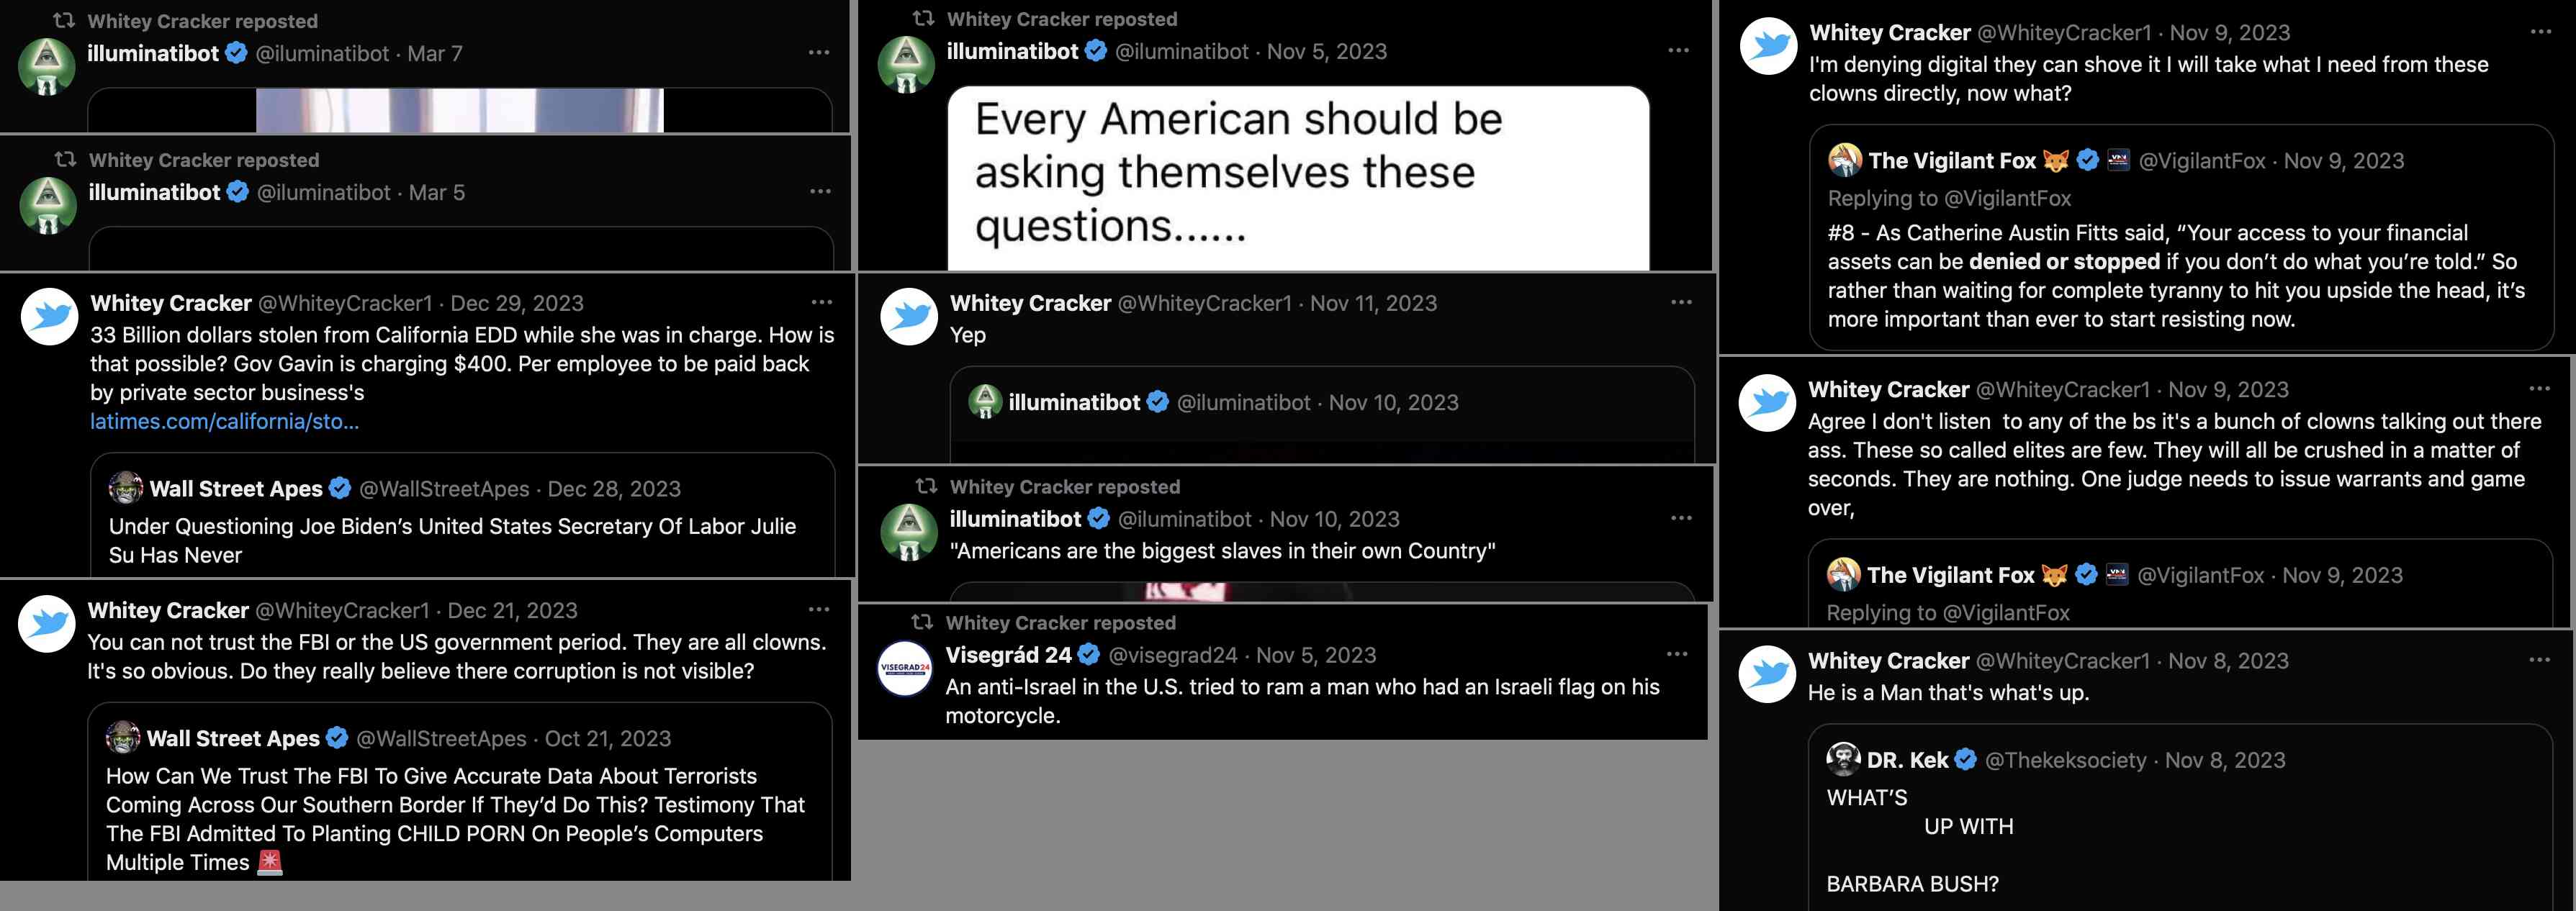 Whitey Cracker reposted
illuminatibot @iluminatibot · Mar 7
Whitey Cracker reposted
illuminatibot @iluminatibot · Mar 5
Whitey Cracker @WhiteyCracker1 · Dec 29, 2023
33 Billion dollars stolen from California EDD while she was in charge. How is
that possible? Gov Gavin is charging $400. Per employee to be paid back
by private sector business's
latimes.com/california/sto...
Wall Street Apes @WallStreetApes · Dec 28, 2023
Under Questioning Joe Biden’s United States Secretary Of Labor Julie
Su Has Never
Whitey Cracker @WhiteyCracker1 · Dec 21, 2023
You can not trust the FBI or the US government period. They are all clowns.
It's so obvious. Do they really believe there corruption is not visible?
Wall Street Apes @WallStreetApes · Oct 21, 2023
How Can We Trust The FBI To Give Accurate Data About Terrorists
Coming Across Our Southern Border If They’d Do This? Testimony That
The FBI Admitted To Planting CHILD PORN On People’s Computers
Multiple Times 🚨
Whitey Cracker reposted
illuminatibot @iluminatibot · Nov 5, 2023
Every American should be
asking themselves these
questions......
Whitey Cracker @WhiteyCracker1 · Nov 11, 2023
Yep
illuminatibot @iluminatibot · Nov 10, 2023
Whitey Cracker reposted
illuminatibot @iluminatibot · Nov 10, 2023
"Americans are the biggest slaves in their own Country"
Whitey Cracker reposted
VISEGRAD24
Visegrád 24 @visegrad24 · Nov 5, 2023
An anti-Israel in the U.S. tried to ram a man who had an Israeli flag on his
motorcycle.
Whitey Cracker @WhiteyCracker1 · Nov 9, 2023
I'm denying digital they can shove it I will take what I need from these
clowns directly, now what?
The Vigilant Fox 🦊 @VigilantFox · Nov 9, 2023
Replying to @VigilantFox
#8 - As Catherine Austin Fitts said, “Your access to your financial
assets can be denied or stopped if you don’t do what you’re told.” So
rather than waiting for complete tyranny to hit you upside the head, it’s
more important than ever to start resisting now.
Whitey Cracker @WhiteyCracker1 · Nov 9, 2023
Agree I don't listen  to any of the bs it's a bunch of clowns talking out there
ass. These so called elites are few. They will all be crushed in a matter of
seconds. They are nothing. One judge needs to issue warrants and game
over,
The Vigilant Fox 🦊 @VigilantFox · Nov 9, 2023
Replying to @VigilantFox
Whitey Cracker @WhiteyCracker1 · Nov 8, 2023
He is a Man that's what's up.
DR. Kek @Thekeksociety · Nov 8, 2023
WHAT’S
UP WITH
BARBARA BUSH?